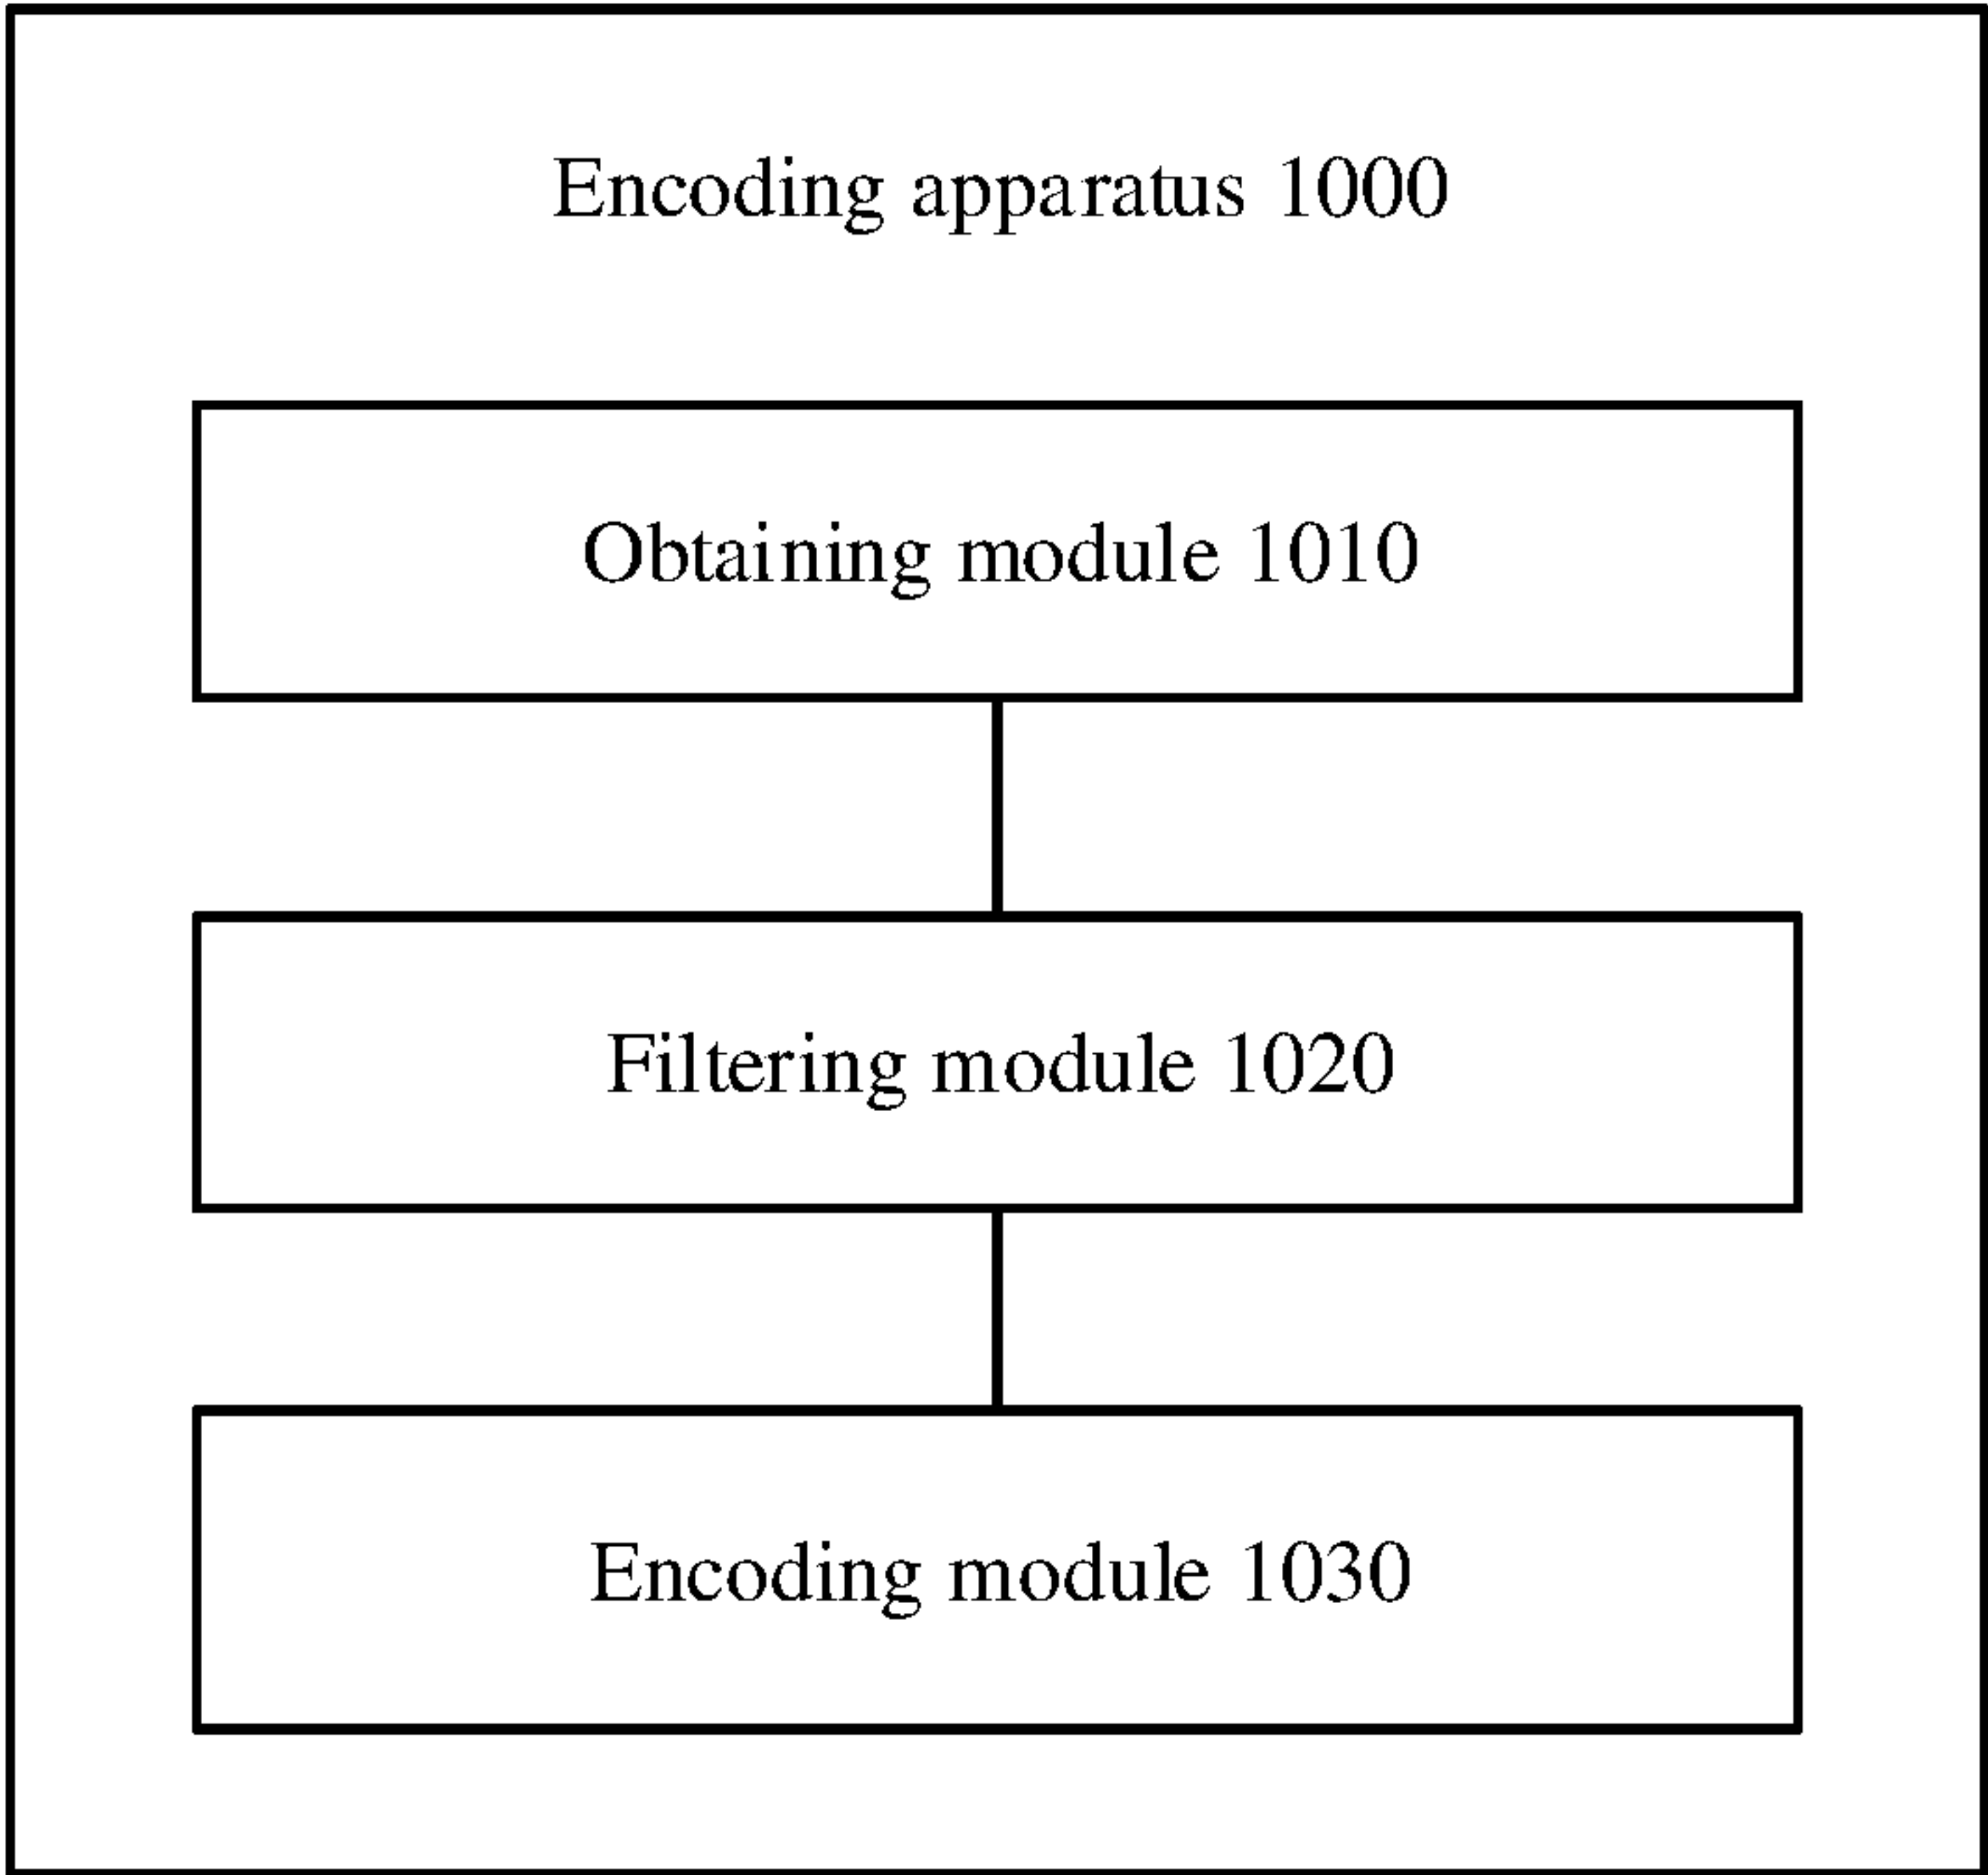 Encoding apparatus 1000
Obtaining module 1010
Filtering module 1020
Encoding module 1030